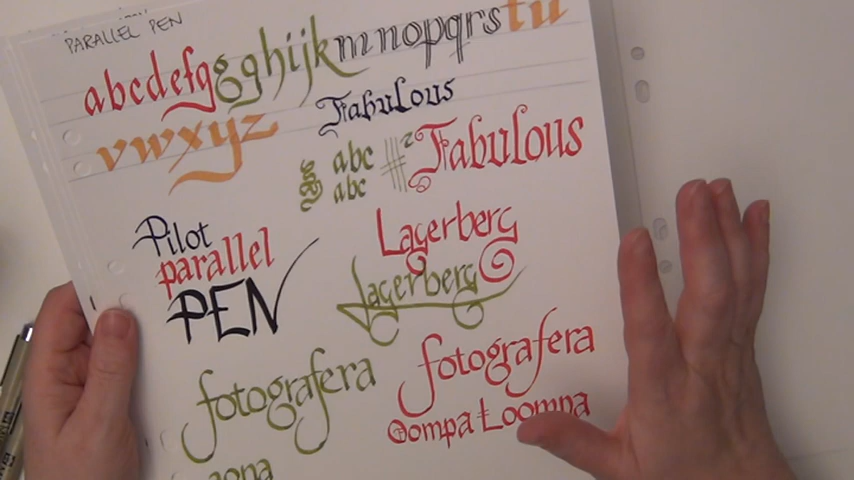 PARALLEL PEN
abcdefgghijkmnopqrstu
vwxyz
Fabulous
abc
abc
Fabulous
Pilot
parallel
PEN
Lagerberg
Lagerberg
fotografera
fotografera
Oompa Loompa